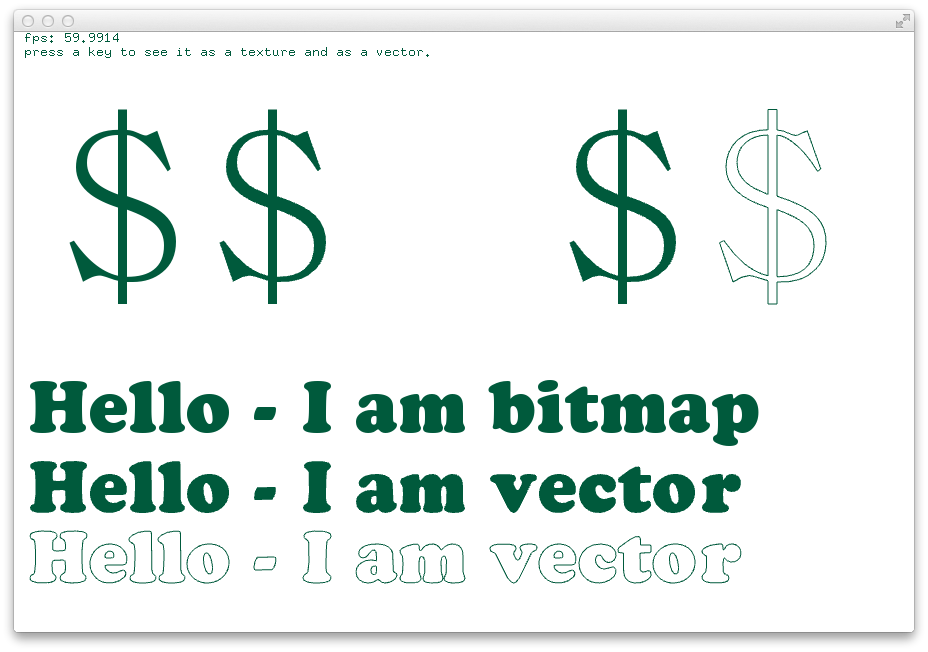 fps: 59.9914
press a key to see it as a texture and as a vector.
$ $ $ $
Hello - I am bitmap
Hello - I am vector
Hello - I am vector